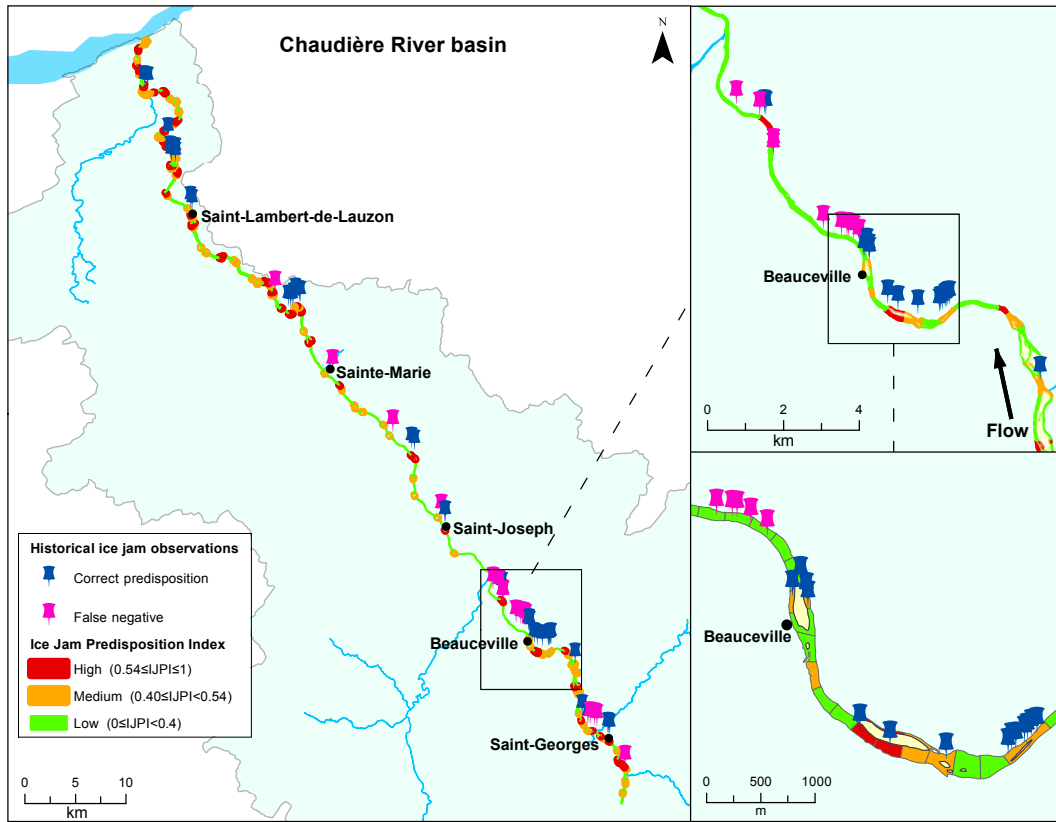 Chaudière River basin
N
Saint-Lambert-de-Lauzon
Sainte-Marie
Saint-Joseph
Beauceville
Saint-Georges
Historical ice jam observations
Correct predisposition
False negative
Ice Jam Predisposition Index
High (0.54≤IJPI≤1)
Medium (0.40≤IJPI<0.54)
Low (0≤IJPI<0.4)
0 5 10
km
Beauceville
0 2 4
km
Flow
Beauceville
0 500 1000
m